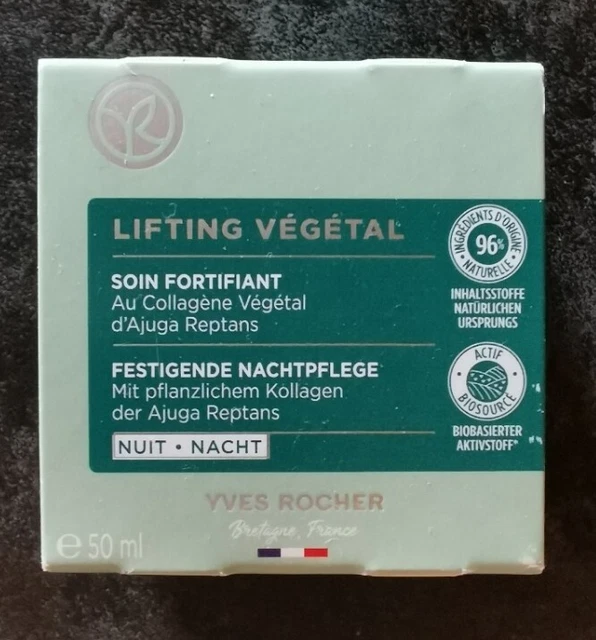 LIFTING VÉGÉTAL
SOIN FORTIFIANT
Au Collagène Végétal
d'Ajuga Reptans
FESTIGENDE NACHTPFLEGE
Mit pflanzlichem Kollagen
der Ajuga Reptans
NUIT • NACHT
INGRÉDIENTS D'ORIGINE
96%
• NATURELLE •
INHALTSSTOFFE
NATÜRLICHEN
URSPRUNGS
ACTIF
• BIOSOURCÉ •
BIOBASIERTER
AKTIVSTOFF*
YVES ROCHER
Bretagne, France
℮ 50 ml